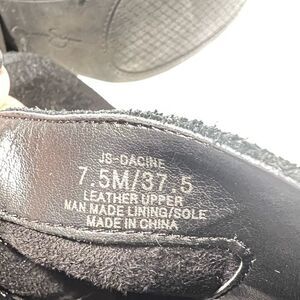 JS-DACINE
7.5M/37.5
LEATHER UPPER
MAN MADE LINING/SOLE
MADE IN CHINA